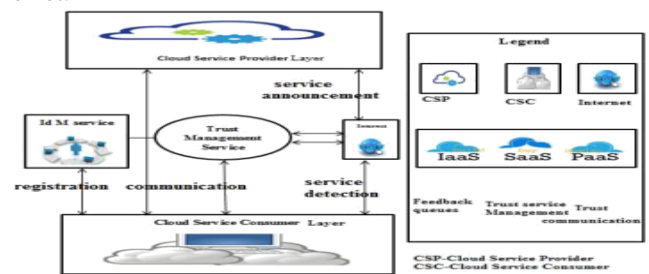 Cloud Service Provider Layer
service
announcement
Id M service
Trust
Management
Service
Internet
registration
communication
service
detection
Cloud Service Consumer Layer
Legend
CSP
CSC
Internet
IaaS
SaaS
PaaS
Feedback
queues
Trust service
Management
Trust
communication
CSP-Cloud Service Provider
CSC-Cloud Service Consumer